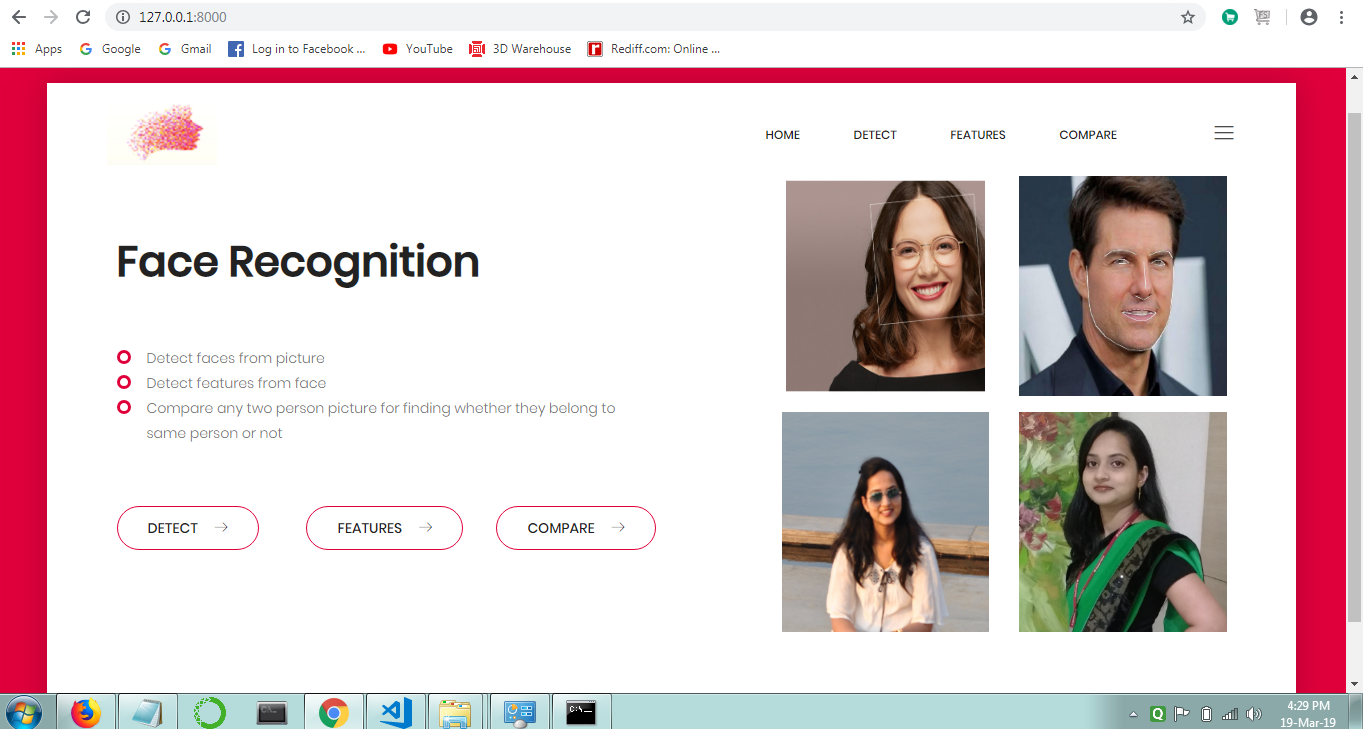 127.0.0.1:8000
Apps
Google
Gmail
Log in to Facebook ...
YouTube
3D Warehouse
Rediff.com: Online ...
HOME
DETECT
FEATURES
COMPARE
Face Recognition
Detect faces from picture
Detect features from face
Compare any two person picture for finding whether they belong to
same person or not
DETECT
FEATURES
COMPARE
4:29 PM
19-Mar-19